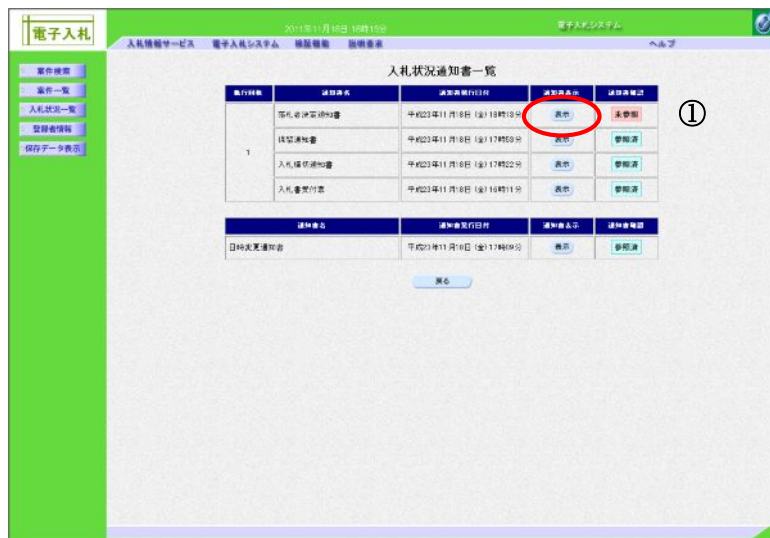 電子入札
2011年11月18日 18時15分
電子入札システム
入札情報サービス 電子入札システム 検証機能 説明要求 ヘルプ
案件検索
案件一覧
入札状況一覧
登録者情報
保存データ表示
入札状況通知書一覧
執行回数 通知書名 通知書発行日付 通知書表示 通知書確認
1
落札者決定通知書 平成23年11月18日 (金) 18時13分 表示 未参照
①
保留通知書 平成23年11月18日 (金) 17時53分 表示 参照済
入札締切通知書 平成23年11月18日 (金) 17時22分 表示 参照済
入札書受付票 平成23年11月18日 (金) 16時11分 表示 参照済
通知書名 通知書発行日付 通知書表示 通知書確認
日時変更通知書 平成23年11月18日 (金) 17時09分 表示 参照済
戻る